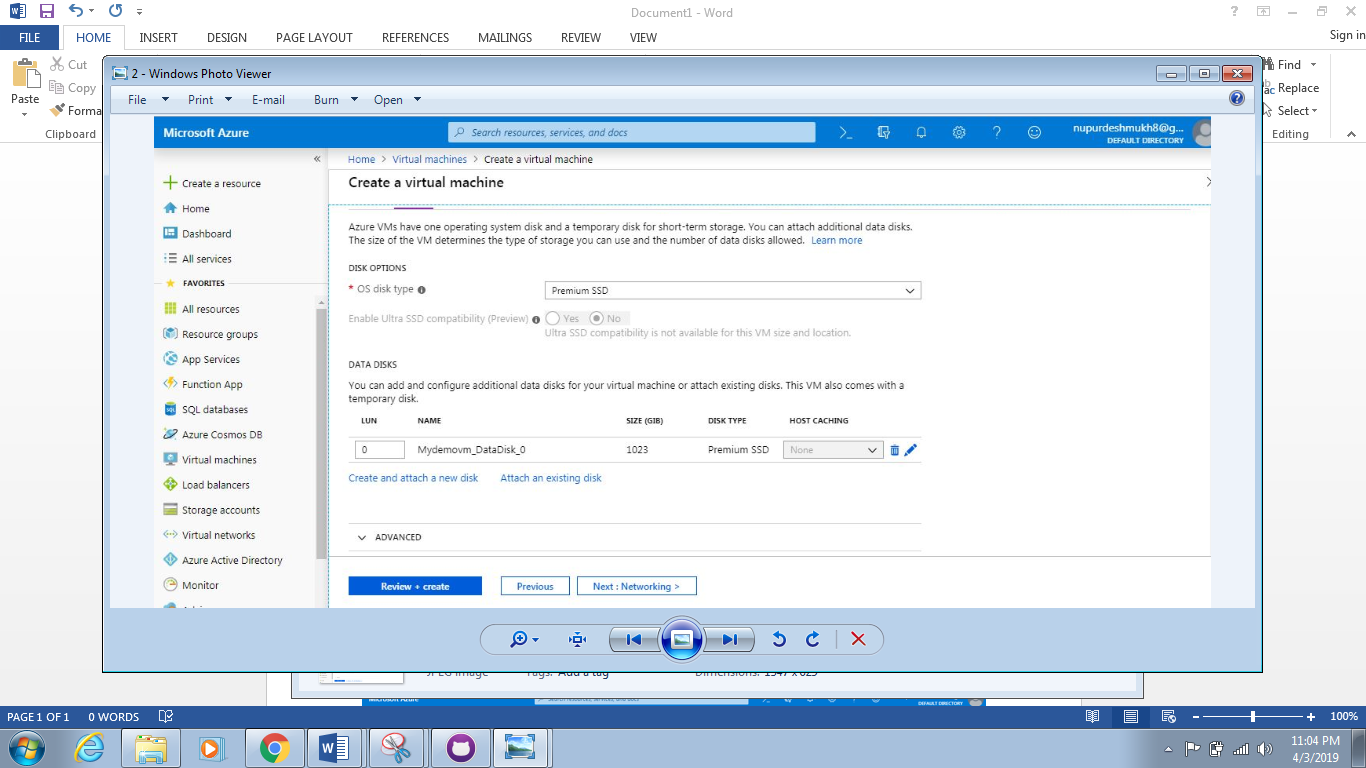 Document1 - Word
FILE HOME INSERT DESIGN PAGE LAYOUT REFERENCES MAILINGS REVIEW VIEW Sign in
Cut
Copy
Forma
Paste
Clipboard
Find
Replace
Select
Editing
2 - Windows Photo Viewer
File Print E-mail Burn Open
Microsoft Azure
Search resources, services, and docs
nupurdeshmukh8@g...
DEFAULT DIRECTORY
Create a resource
Home
Dashboard
All services
FAVORITES
All resources
Resource groups
App Services
Function App
SQL databases
Azure Cosmos DB
Virtual machines
Load balancers
Storage accounts
Virtual networks
Azure Active Directory
Monitor
Home > Virtual machines > Create a virtual machine
Create a virtual machine
Azure VMs have one operating system disk and a temporary disk for short-term storage. You can attach additional data disks.
The size of the VM determines the type of storage you can use and the number of data disks allowed. Learn more
DISK OPTIONS
* OS disk type Premium SSD
Enable Ultra SSD compatibility (Preview) Yes No
Ultra SSD compatibility is not available for this VM size and location.
DATA DISKS
You can add and configure additional data disks for your virtual machine or attach existing disks. This VM also comes with a
temporary disk.
LUN NAME SIZE (GIB) DISK TYPE HOST CACHING
0 Mydemovm_DataDisk_0 1023 Premium SSD None
Create and attach a new disk Attach an existing disk
ADVANCED
Review + create Previous Next : Networking >
PAGE 1 OF 1 0 WORDS 100%
11:04 PM
4/3/2019